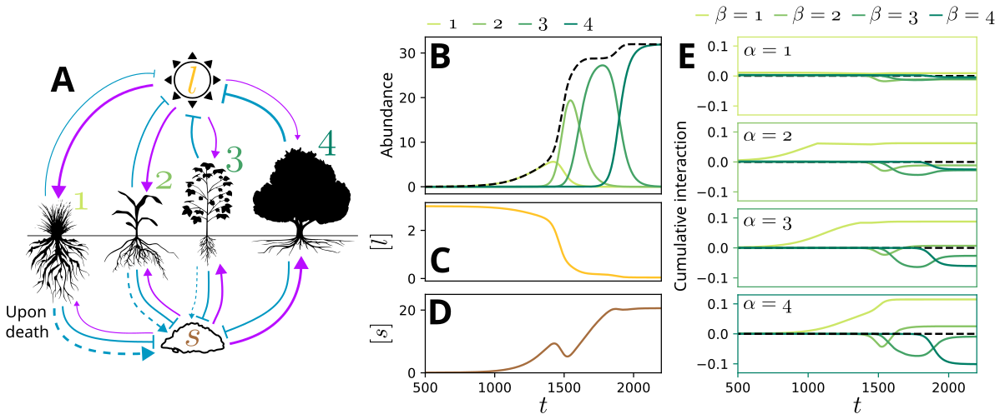 A
l
1
2
3
4
Upon
death
s
1 2 3 4
B
Abundance
30
20
10
0
C
[l]
2
0
D
[s]
20
0
500 1000 1500 2000
t
β = 1 β = 2 β = 3 β = 4
E
Cumulative interaction
α = 1
0.1
0.0
−0.1
α = 2
0.1
0.0
−0.1
α = 3
0.1
0.0
−0.1
α = 4
0.1
0.0
−0.1
500 1000 1500 2000
t